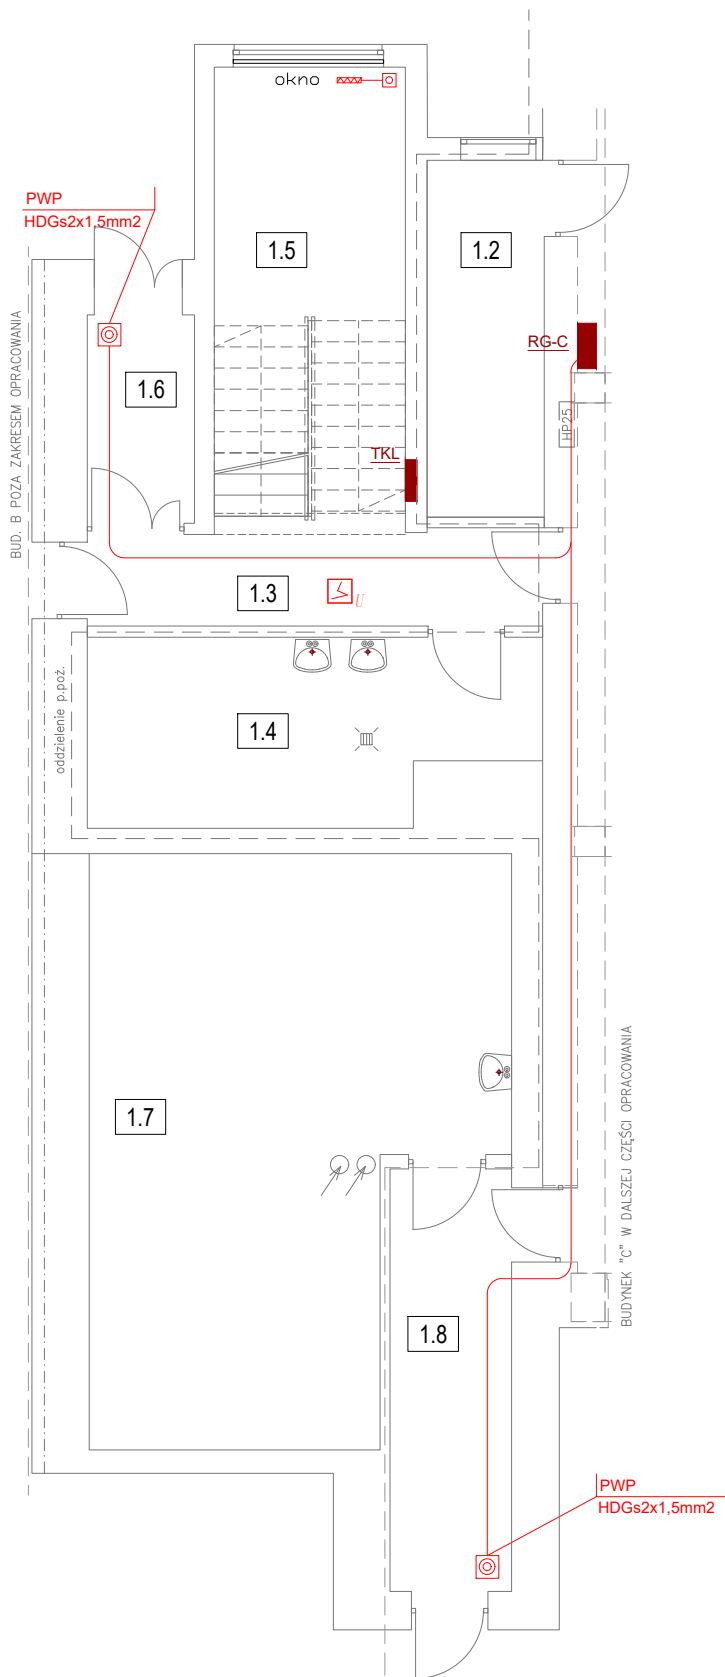 okno
PWP
HDGs2x1,5mm2
1.5
1.2
BUD. B POZA ZAKRESEM OPRACOWANIA
RG-C
1.6
HP25
TKL
1.3
U
oddzielenie p.poż.
1.4
1.7
BUDYNEK "C" W DALSZEJ CZĘŚCI OPRACOWANIA
1.8
PWP
HDGs2x1,5mm2